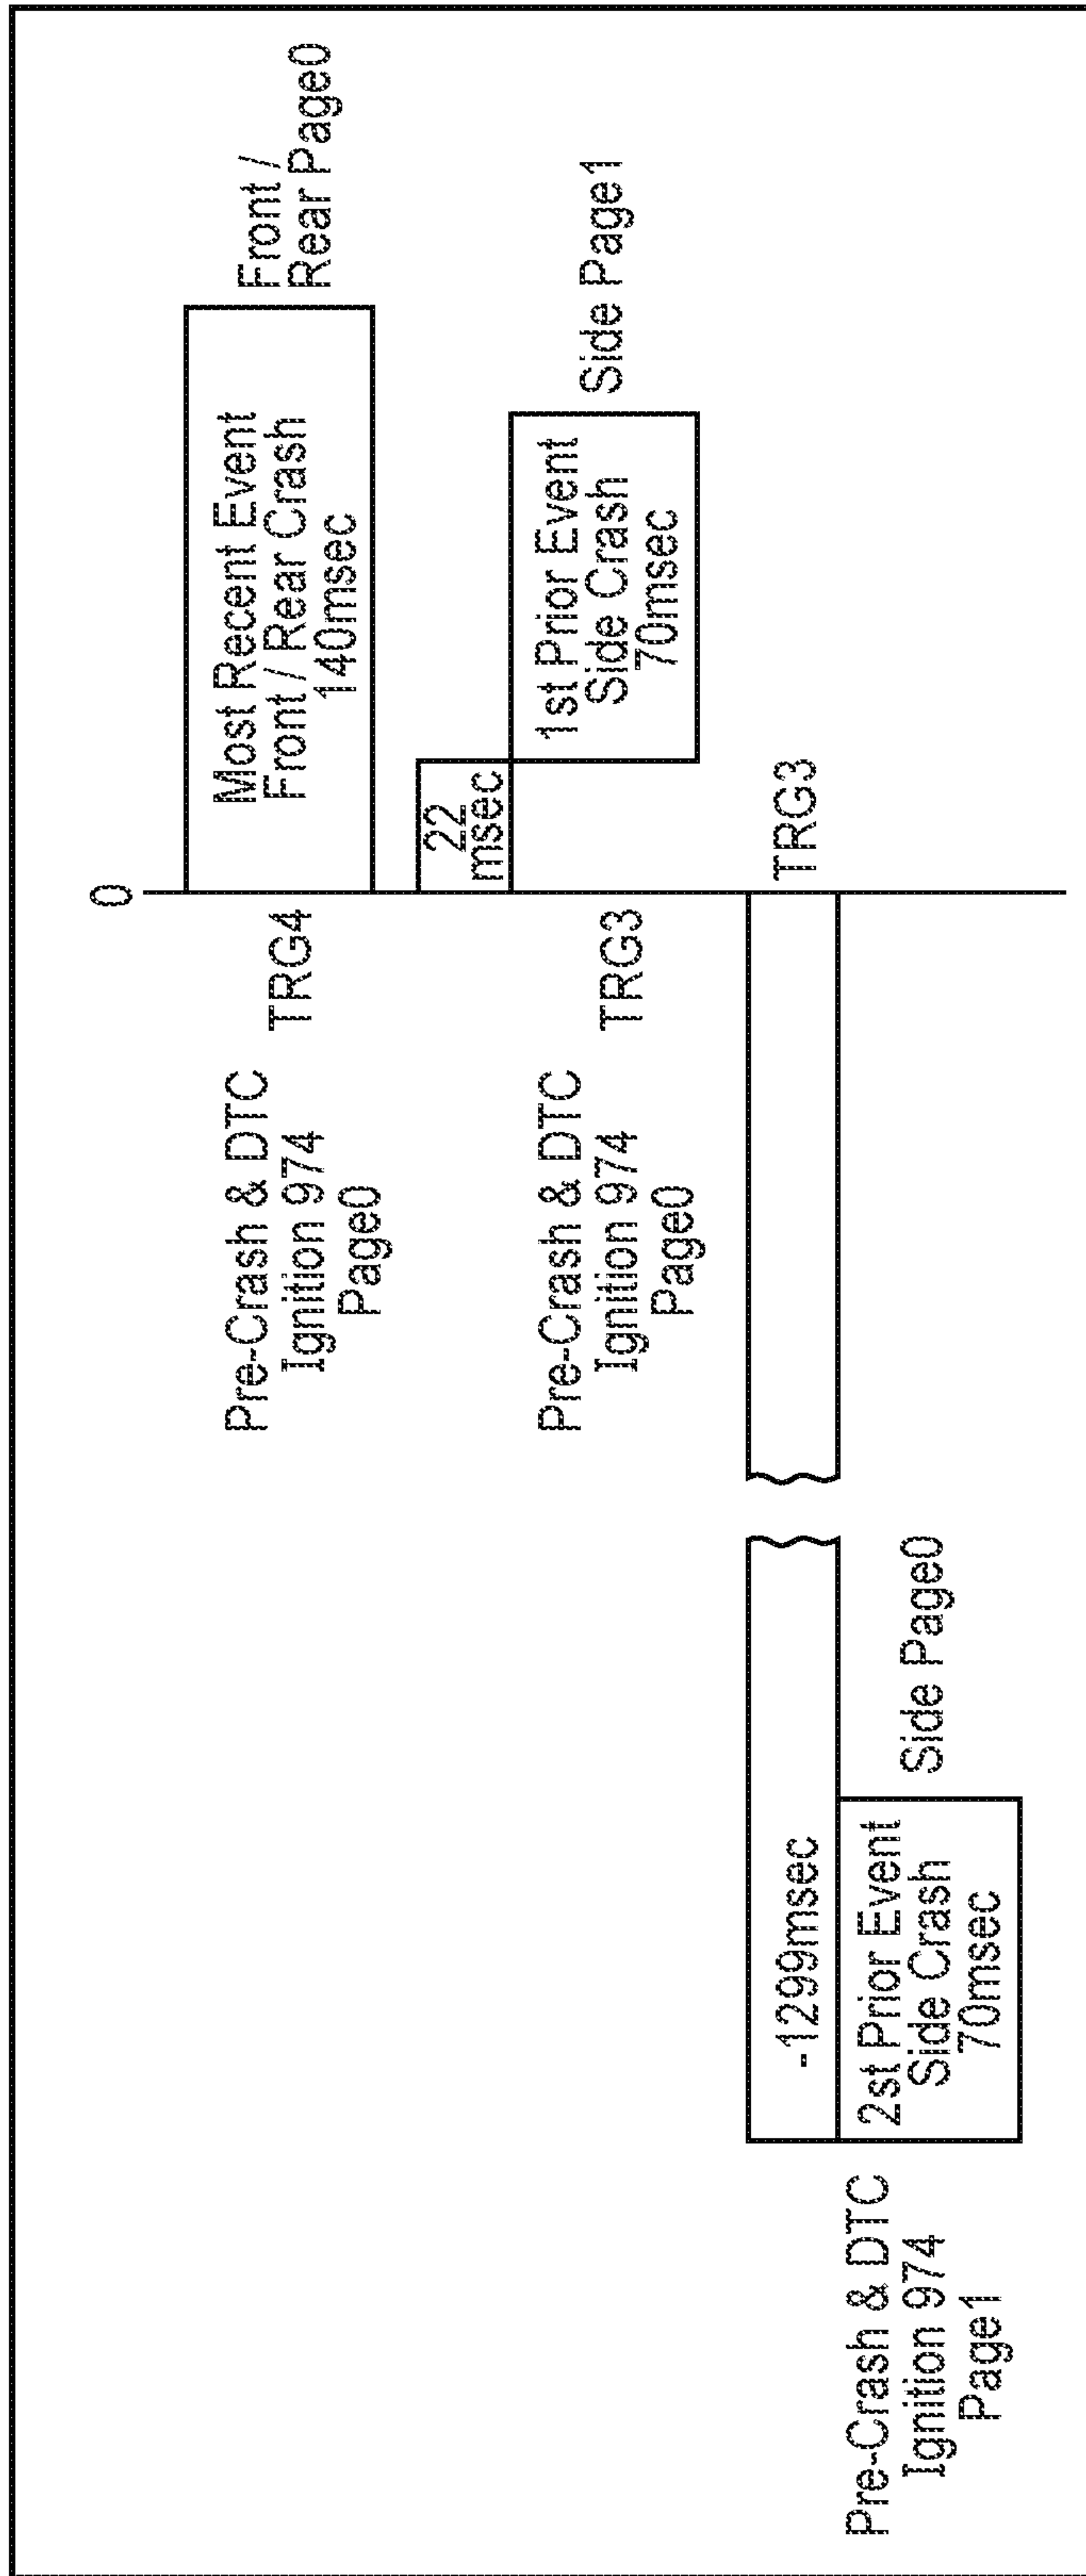 0
Most Recent Event
Front / Rear Crash
140msec
Front /
Rear Page0
Pre-Crash & DTC
Ignition 974
Page0
TRG4
22
msec
1st Prior Event
Side Crash
70msec
Side Page1
Pre-Crash & DTC
Ignition 974
Page0
TRG3
TRG3
-1299msec
2st Prior Event
Side Crash
70msec
Side Page0
Pre-Crash & DTC
Ignition 974
Page1